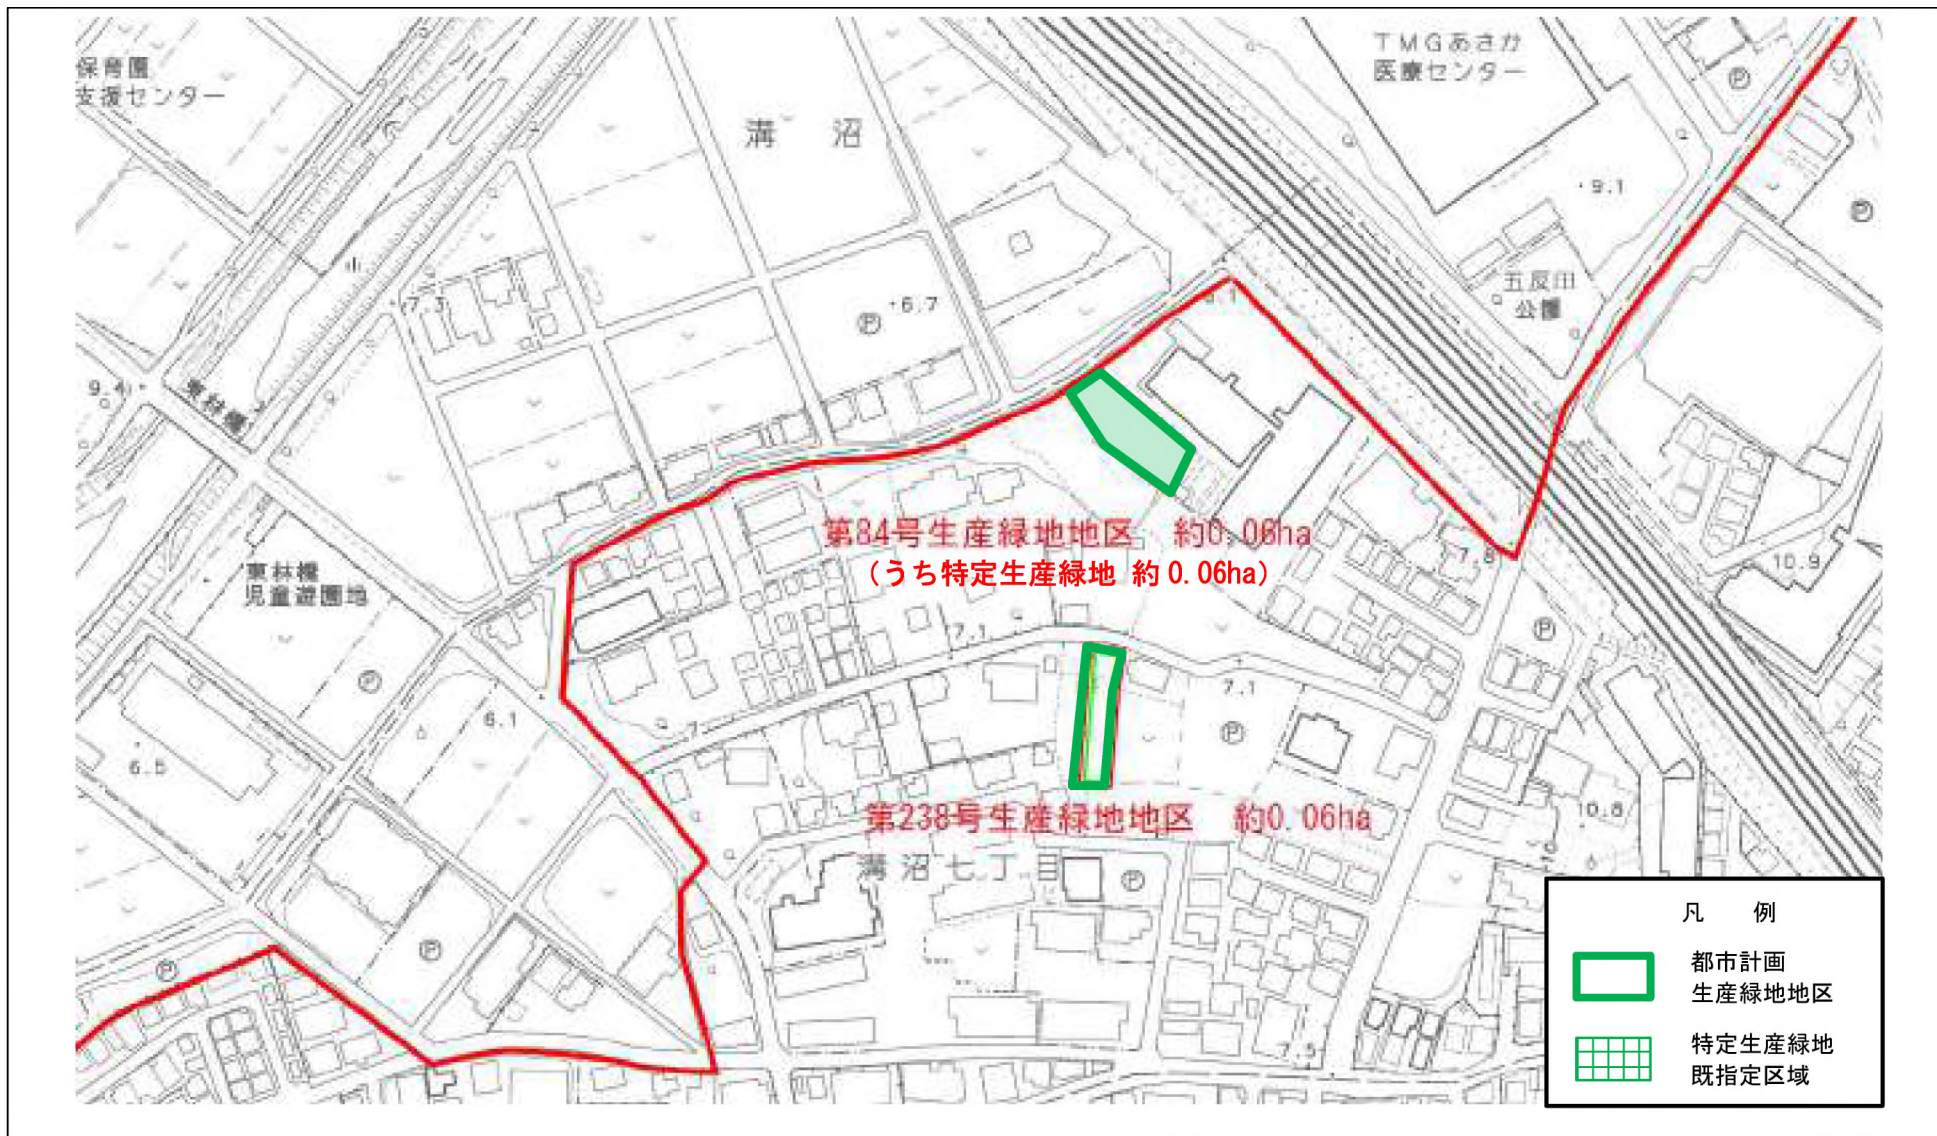 保育園
支援センター
溝沼
TMGあさか
医療センター
9.1
五反田
公園
7.3
6.7
9.4
東林橋
第84号生産緑地地区 約0.06ha
(うち特定生産緑地 約0.06ha)
7.8
10.9
東林橋
児童遊園地
7.1
7.1
6.1
6.5
第238号生産緑地地区 約0.06ha
10.8
溝沼七丁目
7.5
凡 例
都市計画
生産緑地地区
特定生産緑地
既指定区域